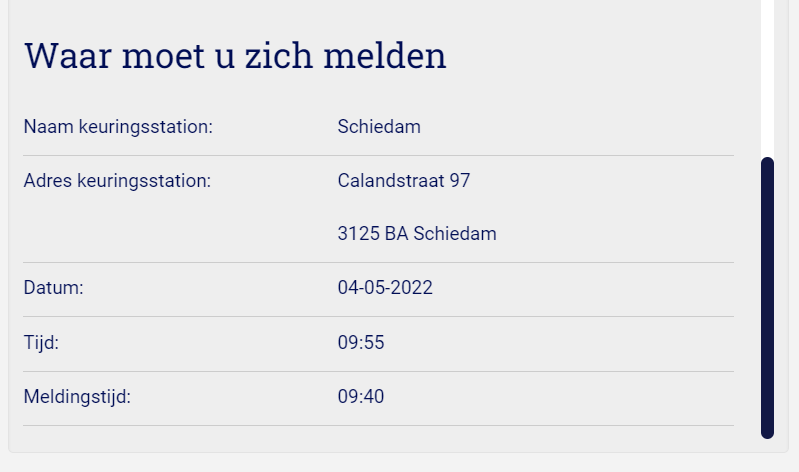 Waar moet u zich melden
Naam keuringsstation: Schiedam
Adres keuringsstation: Calandstraat 97
3125 BA Schiedam
Datum: 04-05-2022
Tijd: 09:55
Meldingstijd: 09:40